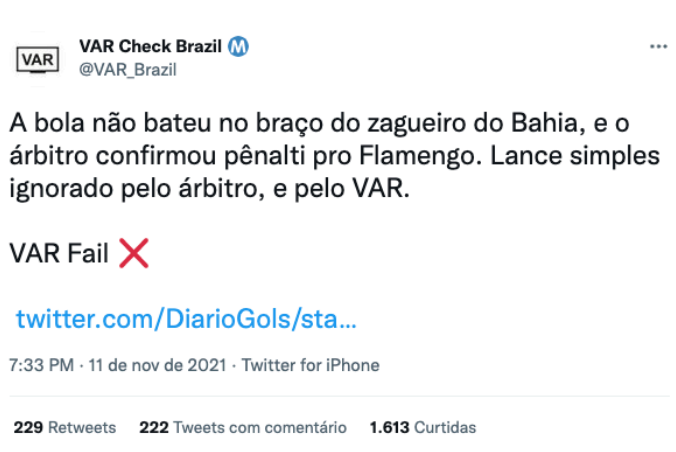 VAR
VAR Check Brazil M
@VAR_Brazil
A bola não bateu no braço do zagueiro do Bahia, e o
árbitro confirmou pênalti pro Flamengo. Lance simples
ignorado pelo árbitro, e pelo VAR.
VAR Fail ❌
twitter.com/DiarioGols/sta...
7:33 PM · 11 de nov de 2021 · Twitter for iPhone
229 Retweets 222 Tweets com comentário 1.613 Curtidas